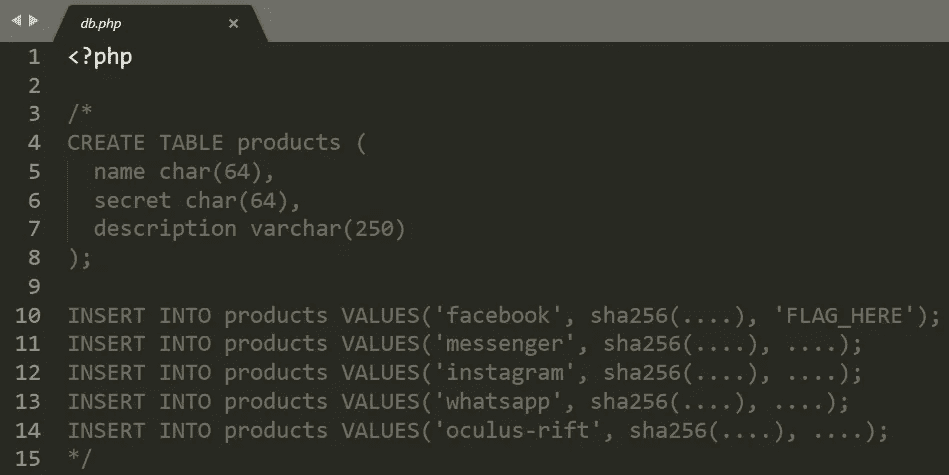 db.php ×
1 <?php
2
3 /*
4 CREATE TABLE products (
5   name char(64),
6   secret char(64),
7   description varchar(250)
8 );
9
10 INSERT INTO products VALUES('facebook', sha256(....), 'FLAG_HERE');
11 INSERT INTO products VALUES('messenger', sha256(....), ....);
12 INSERT INTO products VALUES('instagram', sha256(....), ....);
13 INSERT INTO products VALUES('whatsapp', sha256(....), ....);
14 INSERT INTO products VALUES('oculus-rift', sha256(....), ....);
15 */